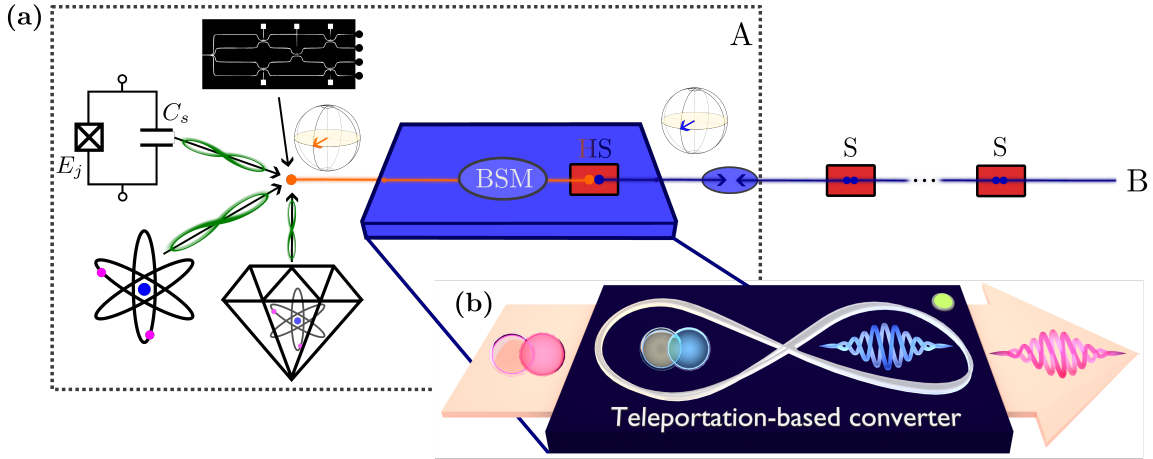 (a)
A
C_s
E_j
BSM
HS
S
S
...
B
(b)
Teleportation-based converter